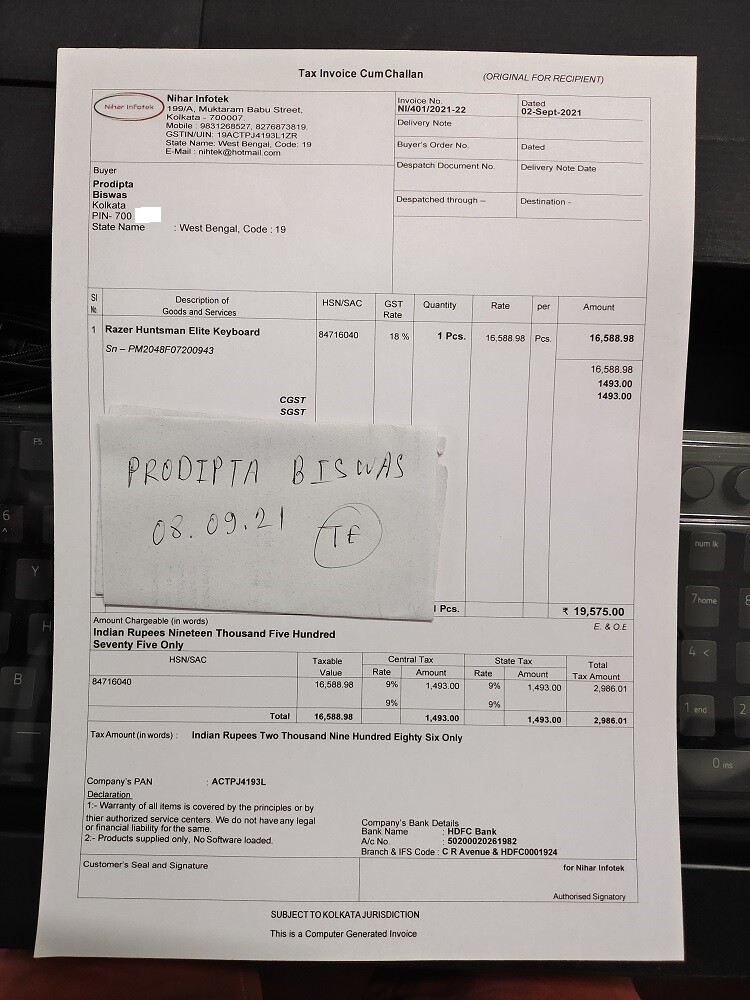 Tax Invoice CumChallan
(ORIGINAL FOR RECIPIENT)
Nihar Infotek
Nihar Infotek
199/A, Muktaram Babu Street,
Kolkata - 700007.
Mobile : 9831268527, 8276873819.
GSTIN/UIN: 19ACTPJ4193L1ZR
State Name: West Bengal, Code: 19
E-Mail : nihtek@hotmail.com
Invoice No.
NI/401/2021-22
Dated
02-Sept-2021
Delivery Note
Buyer's Order No.
Dated
Despatch Document No.
Delivery Note Date
Despatched through –
Destination -
Buyer
Prodipta
Biswas
Kolkata
PIN- 700
State Name : West Bengal, Code : 19
Sl No. Description of Goods and Services HSN/SAC GST Rate Quantity Rate per Amount
1 Razer Huntsman Elite Keyboard 84716040 18 % 1 Pcs. 16,588.98 Pcs. 16,588.98
Sn – PM2048F07200943
16,588.98
CGST 1493.00
SGST 1493.00
PRODIPTA BISWAS
08.09.21 TE
Pcs. ₹ 19,575.00
Amount Chargeable (in words) E. & O.E
Indian Rupees Nineteen Thousand Five Hundred
Seventy Five Only
HSN/SAC Taxable Value Central Tax State Tax Total Tax Amount
Rate Amount Rate Amount
84716040 16,588.98 9% 1,493.00 9% 1,493.00 2,986.01
9% 9%
Total 16,588.98 1,493.00 1,493.00 2,986.01
Tax Amount (in words) : Indian Rupees Two Thousand Nine Hundred Eighty Six Only
Company's PAN : ACTPJ4193L
Declaration
1:- Warranty of all items is covered by the principles or by
thier authorized service centers. We do not have any legal
or financial liability for the same.
2:- Products supplied only, No Software loaded.
Company's Bank Details
Bank Name : HDFC Bank
A/c No. : 50200020261982
Branch & IFS Code : C R Avenue & HDFC0001924
Customer's Seal and Signature
for Nihar Infotek
Authorised Signatory
SUBJECT TO KOLKATA JURISDICTION
This is a Computer Generated Invoice
F5
6
^
Y
H
B
num lk
7 home
4 <
1 end
2
0 ins